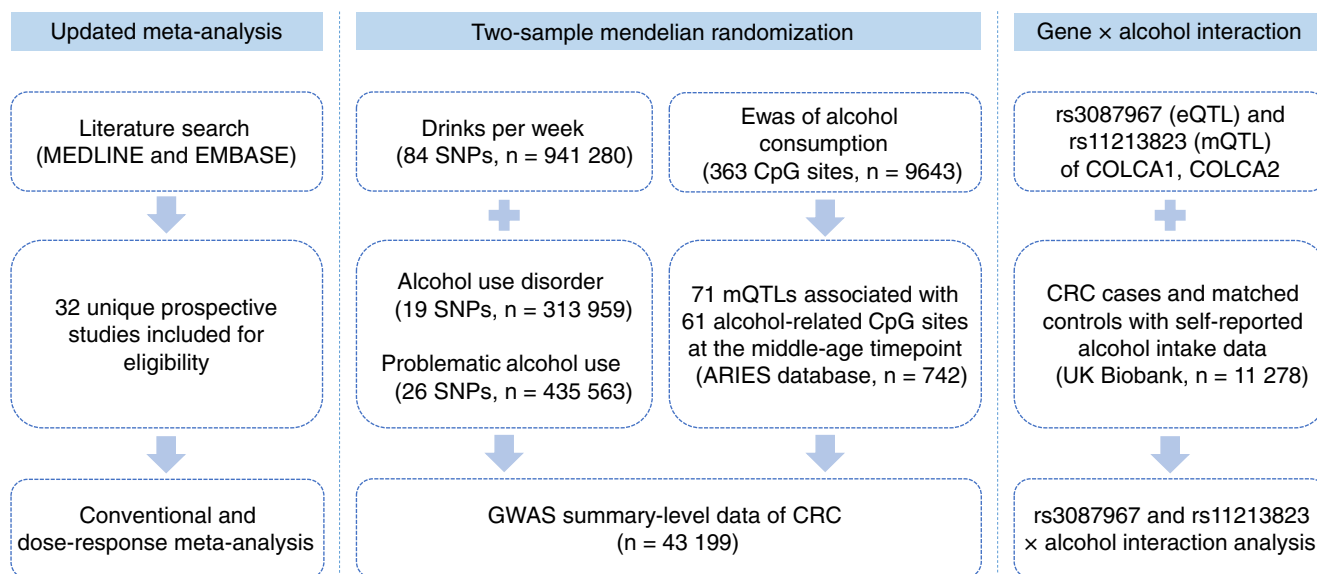 Updated meta-analysis
Two-sample mendelian randomization
Gene × alcohol interaction
Literature search
(MEDLINE and EMBASE)
32 unique prospective
studies included for
eligibility
Conventional and
dose-response meta-analysis
Drinks per week
(84 SNPs, n = 941 280)
Alcohol use disorder
(19 SNPs, n = 313 959)
Problematic alcohol use
(26 SNPs, n = 435 563)
Ewas of alcohol
consumption
(363 CpG sites, n = 9643)
71 mQTLs associated with
61 alcohol-related CpG sites
at the middle-age timepoint
(ARIES database, n = 742)
GWAS summary-level data of CRC
(n = 43 199)
rs3087967 (eQTL) and
rs11213823 (mQTL)
of COLCA1, COLCA2
CRC cases and matched
controls with self-reported
alcohol intake data
(UK Biobank, n = 11 278)
rs3087967 and rs11213823
× alcohol interaction analysis